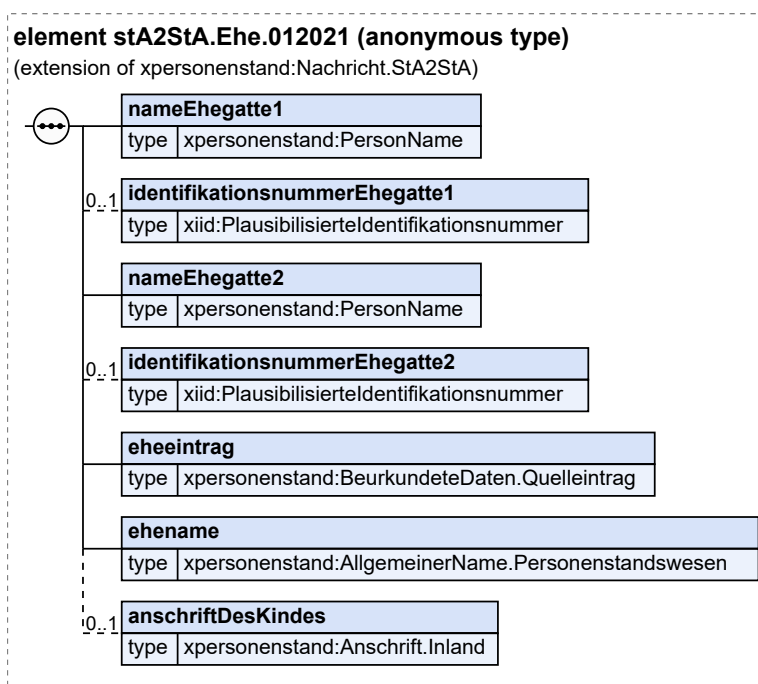 element stA2StA.Ehe.012021 (anonymous type)
(extension of xpersonenstand:Nachricht.StA2StA)
nameEhegatte1
type xpersonenstand:PersonName
0..1 identifikationsnummerEhegatte1
type xiid:PlausibilisierteIdentifikationsnummer
nameEhegatte2
type xpersonenstand:PersonName
0..1 identifikationsnummerEhegatte2
type xiid:PlausibilisierteIdentifikationsnummer
eheeintrag
type xpersonenstand:BeurkundeteDaten.Quelleintrag
ehename
type xpersonenstand:AllgemeinerName.Personenstandswesen
0..1 anschriftDesKindes
type xpersonenstand:Anschrift.Inland